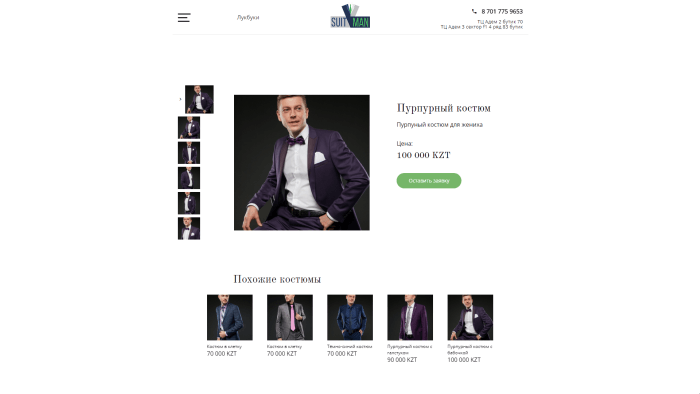 Лукбуки
SUIT MAN
8 701 775 9653
ТЦ Адем 2 бутик 70
ТЦ Адем 3 сектор F1 4 ряд 83 бутик
Пурпурный костюм
Пурпуный костюм для жениха
Цена:
100 000 KZT
Оставить заявку
Похожие костюмы
Костюм в клетку
70 000 KZT
Костюм в клетку
70 000 KZT
Темно-синий костюм
70 000 KZT
Пурпурный костюм с
галстуком
90 000 KZT
Пурпурный костюм с
бабочкой
100 000 KZT